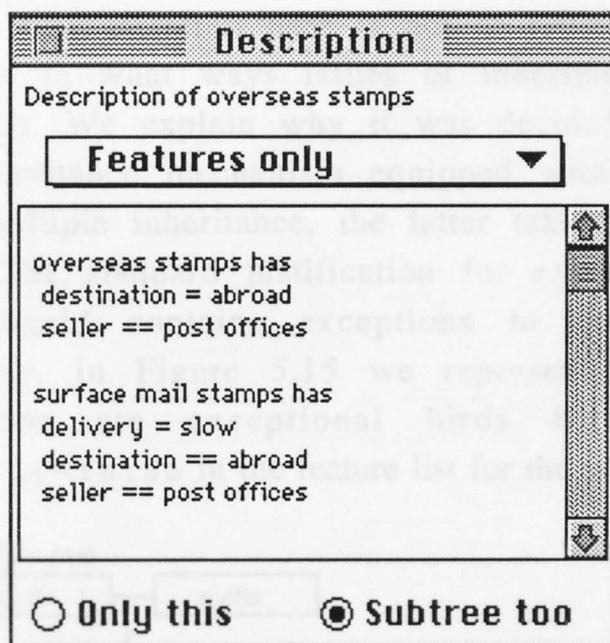 Description
Description of overseas stamps
Features only
overseas stamps has
destination = abroad
seller == post offices
surface mail stamps has
delivery = slow
destination == abroad
seller == post offices
Only this
Subtree too